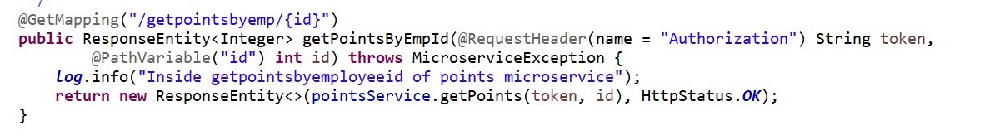 */
@GetMapping("/getpointsbyemp/{id}")
public ResponseEntity<Integer> getPointsByEmpId(@RequestHeader(name = "Authorization") String token,
@PathVariable("id") int id) throws MicroserviceException {
log.info("Inside getpointsbyemployeeid of points microservice");
return new ResponseEntity<>(pointsService.getPoints(token, id), HttpStatus.OK);
}